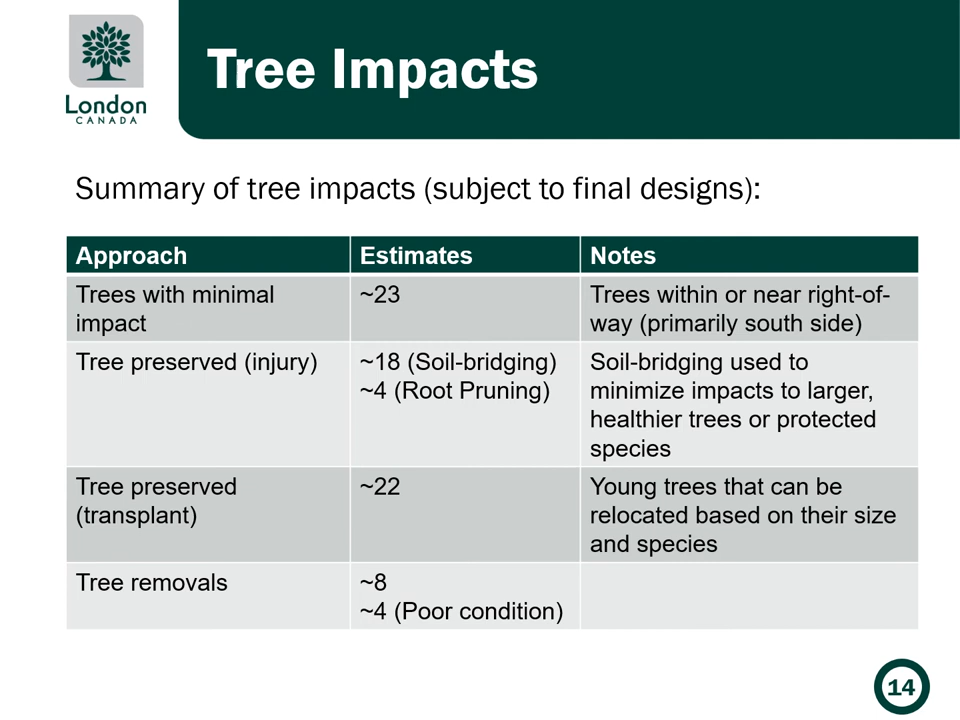 London
CANADA
Tree Impacts
Summary of tree impacts (subject to final designs):
Approach
Estimates
Notes
Trees with minimal
impact
~23
Trees within or near right-of-
way (primarily south side)
Tree preserved (injury)
~18 (Soil-bridging)
~4 (Root Pruning)
Soil-bridging used to
minimize impacts to larger,
healthier trees or protected
species
Tree preserved
(transplant)
~22
Young trees that can be
relocated based on their size
and species
Tree removals
~8
~4 (Poor condition)
14